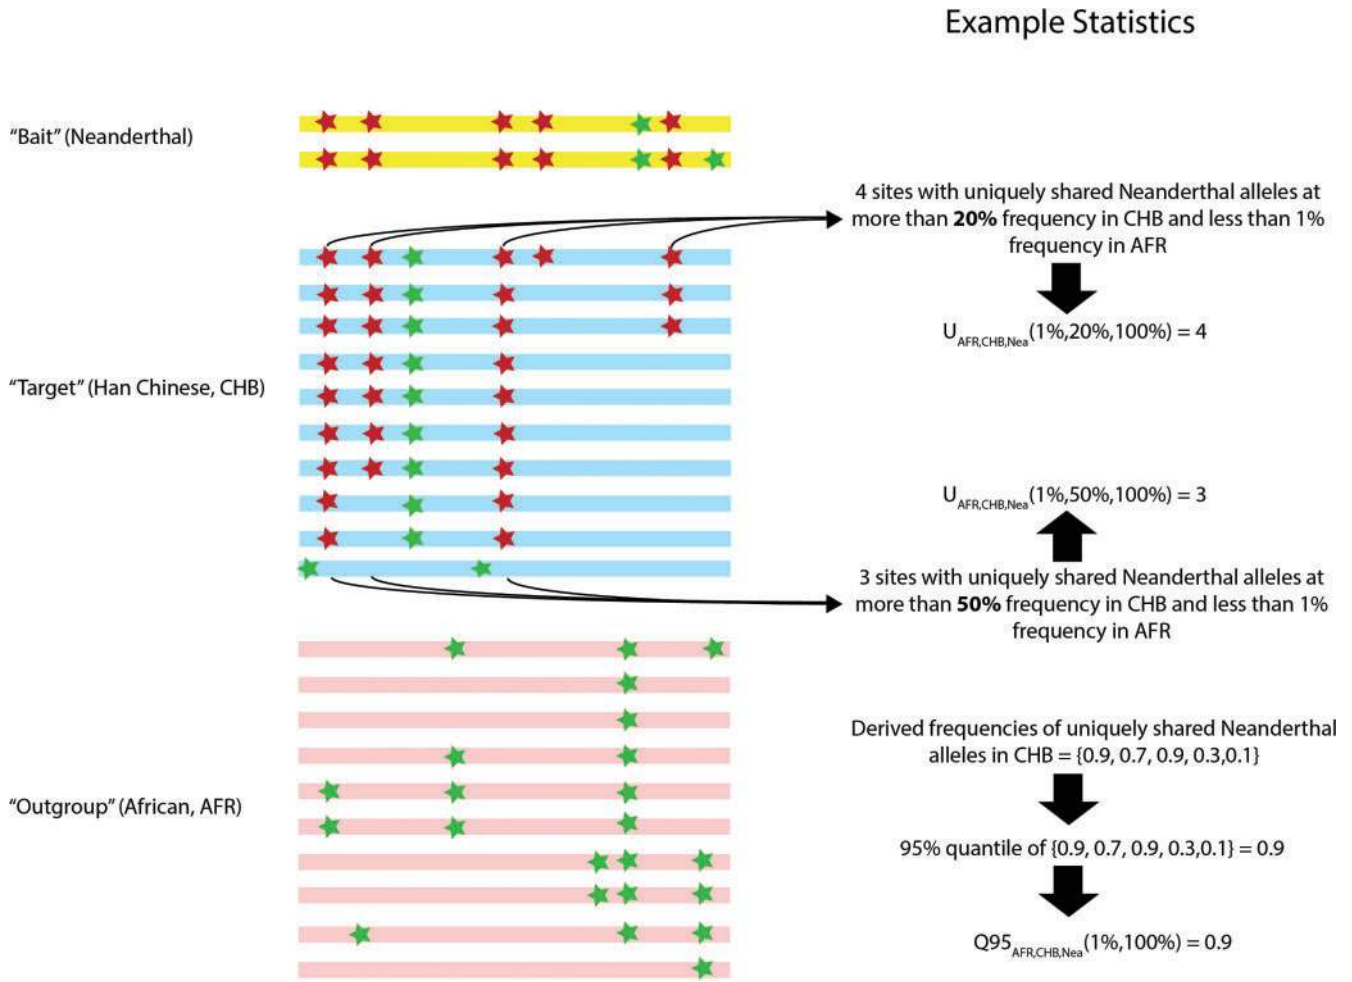 Example Statistics
"Bait" (Neanderthal)
4 sites with uniquely shared Neanderthal alleles at
more than 20% frequency in CHB and less than 1%
frequency in AFR
U_AFR,CHB,Nea(1%,20%,100%) = 4
"Target" (Han Chinese, CHB)
U_AFR,CHB,Nea(1%,50%,100%) = 3
3 sites with uniquely shared Neanderthal alleles at
more than 50% frequency in CHB and less than 1%
frequency in AFR
Derived frequencies of uniquely shared Neanderthal
alleles in CHB = {0.9, 0.7, 0.9, 0.3,0.1}
"Outgroup" (African, AFR)
95% quantile of {0.9, 0.7, 0.9, 0.3,0.1} = 0.9
Q95_AFR,CHB,Nea(1%,100%) = 0.9